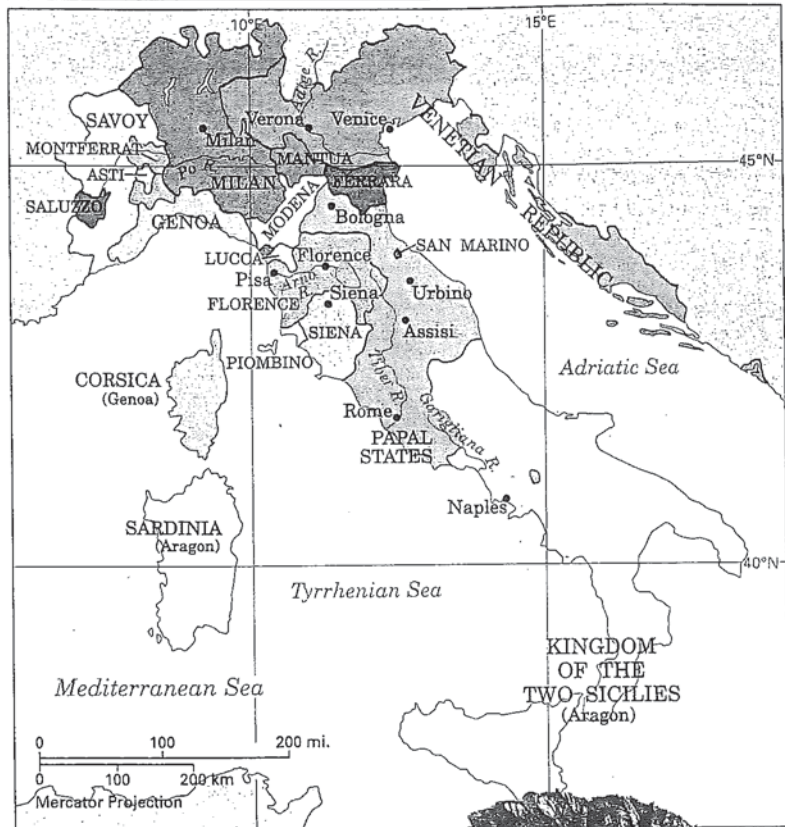 10°E
15°E
Adige R.
SAVOY
Verona
Venice
VENETIAN
REPUBLIC
Milan
MONTFERRAT
MANTUA
45°N
ASTI
Po R.
MILAN
FERRARA
SALUZZO
MODENA
Bologna
GENOA
SAN MARINO
LUCCA
Florence
Pisa
Arno
R.
Urbino
FLORENCE
Siena
SIENA
Assisi
PIOMBINO
Tiber R.
Adriatic Sea
CORSICA
(Genoa)
Rome
Garigliana R.
PAPAL
STATES
Naples
SARDINIA
(Aragon)
40°N
Tyrrhenian Sea
KINGDOM
OF THE
TWO SICILIES
(Aragon)
Mediterranean Sea
0 100 200 mi.
0 100 200 km
Mercator Projection